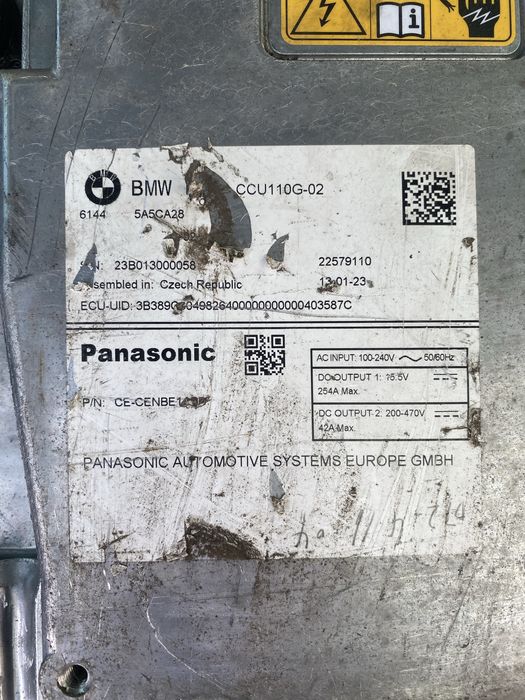 BMW CCU110G-02
6144 5A5CA28
23B013000058 22579110
in: Czech Republic 13-01-23
ECU-UID:
Panasonic
AC INPUT: 100-240V 50/60Hz
DC OUTPUT 1:
254A Max.
DC OUTPUT 2: 200-470V
42A Max.
P/N:
PANASONIC AUTOMOTIVE SYSTEMS EUROPE GMBH